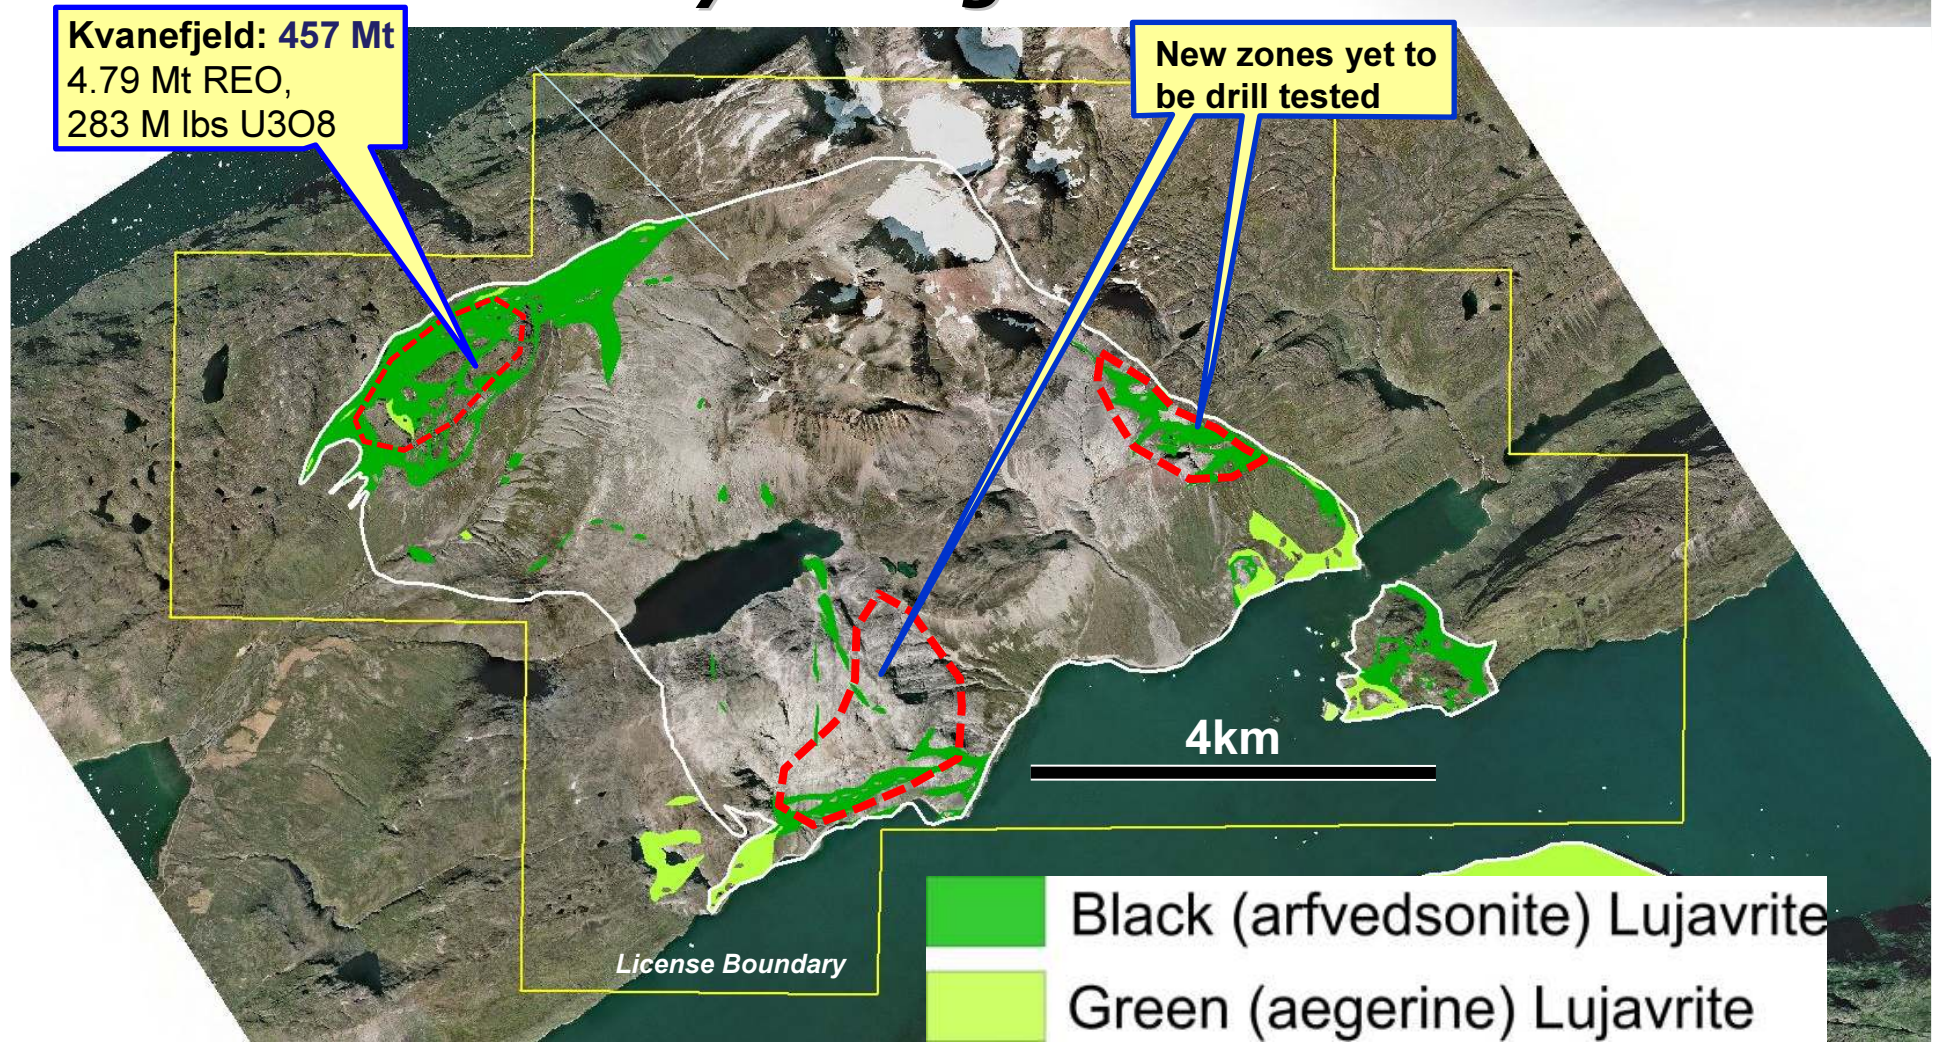 Kvanefjeld: 457 Mt
4.79 Mt REO,
283 M lbs U3O8
New zones yet to
be drill tested
4km
License Boundary
Black (arfvedsonite) Lujavrite
Green (aegerine) Lujavrite